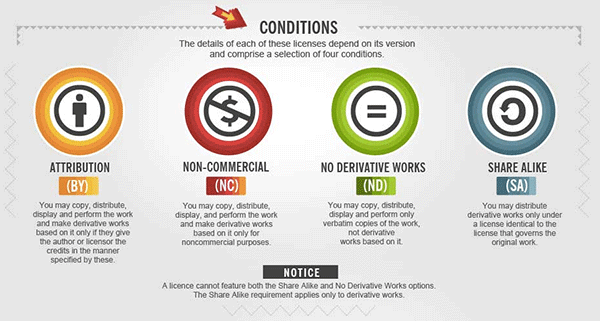 CONDITIONS
The details of each of these licenses depend on its version
and comprise a selection of four conditions.
ATTRIBUTION
(BY)
You may copy, distribute,
display and perform the work
and make derivative works
based on it only if they give
the author or licensor the
credits in the manner
specified by these.
NON-COMMERCIAL
(NC)
You may copy, distribute,
display, and perform the work
and make derivative works
based on it only for
noncommercial purposes.
NO DERIVATIVE WORKS
(ND)
You may copy, distribute,
display and perform only
verbatim copies of the work,
not derivative
works based on it.
SHARE ALIKE
(SA)
You may distribute
derivative works only under
a license identical to the
license that governs the
original work.
NOTICE
A licence cannot feature both the Share Alike and No Derivative Works options.
The Share Alike requirement applies only to derivative works.